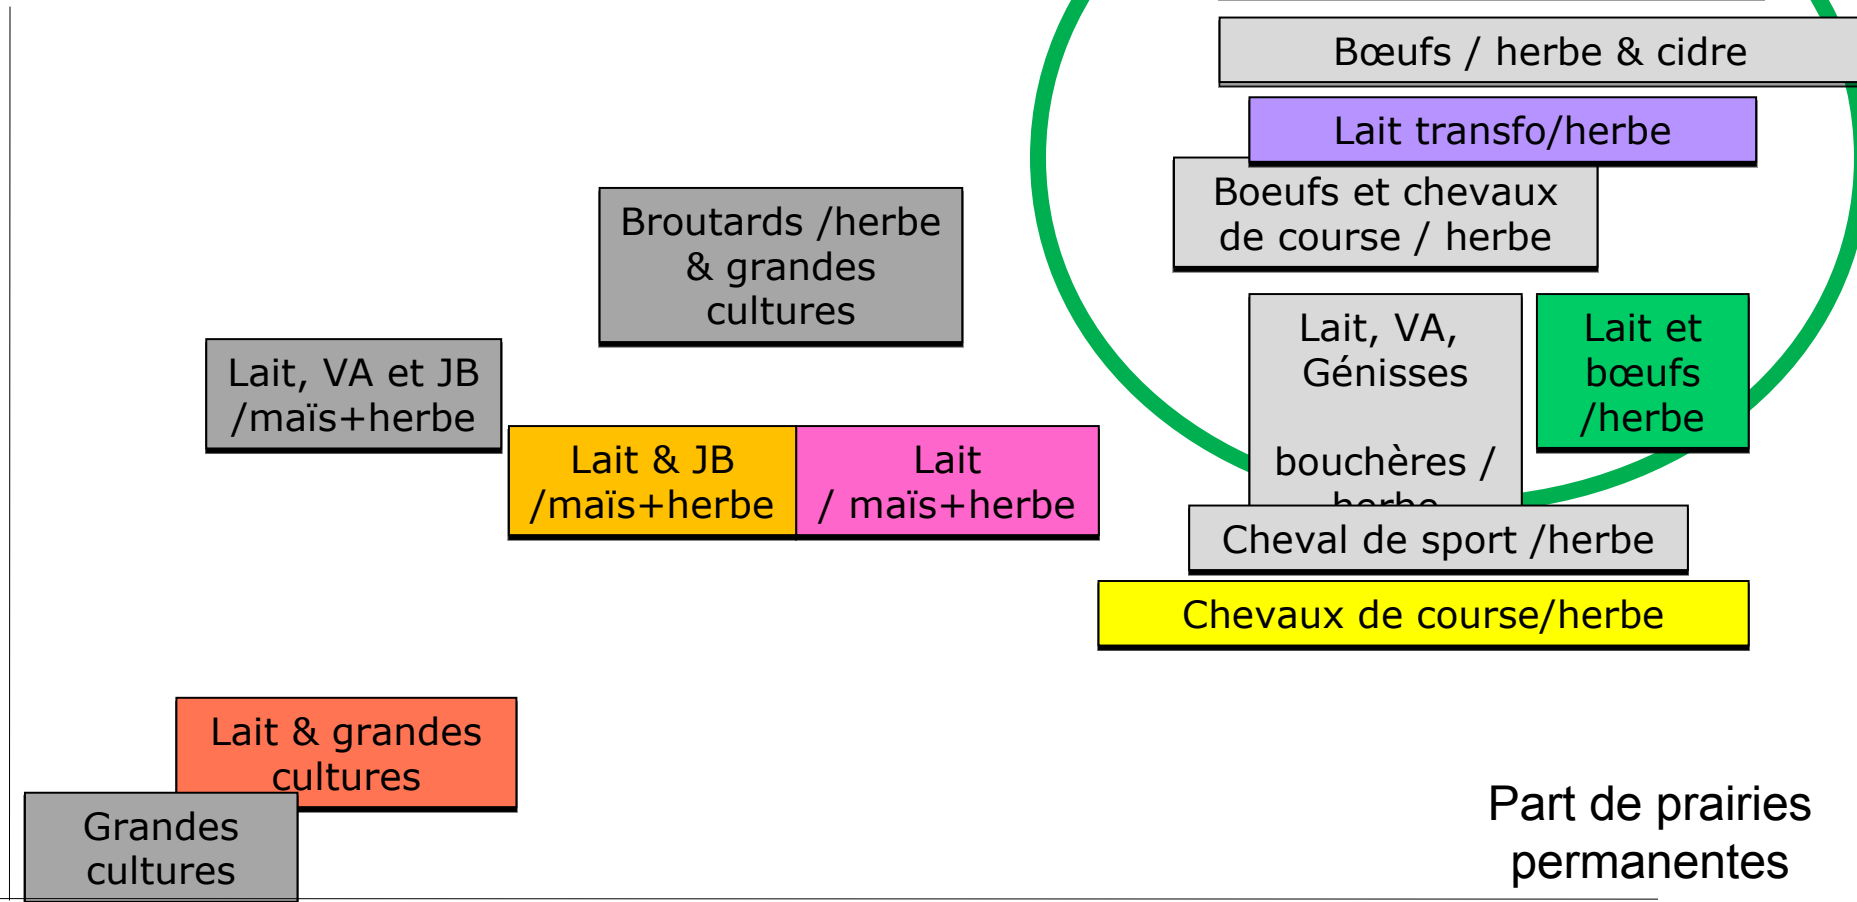 Bœufs / herbe & cidre
Lait transfo/herbe
Boeufs et chevaux
de course / herbe
Broutards /herbe
& grandes
cultures
Lait, VA,
Génisses
bouchères /
herbe
Lait et
bœufs
/herbe
Lait, VA et JB
/maïs+herbe
Lait & JB
/maïs+herbe
Lait
/ maïs+herbe
Cheval de sport /herbe
Chevaux de course/herbe
Lait & grandes
cultures
Grandes
cultures
Part de prairies
permanentes